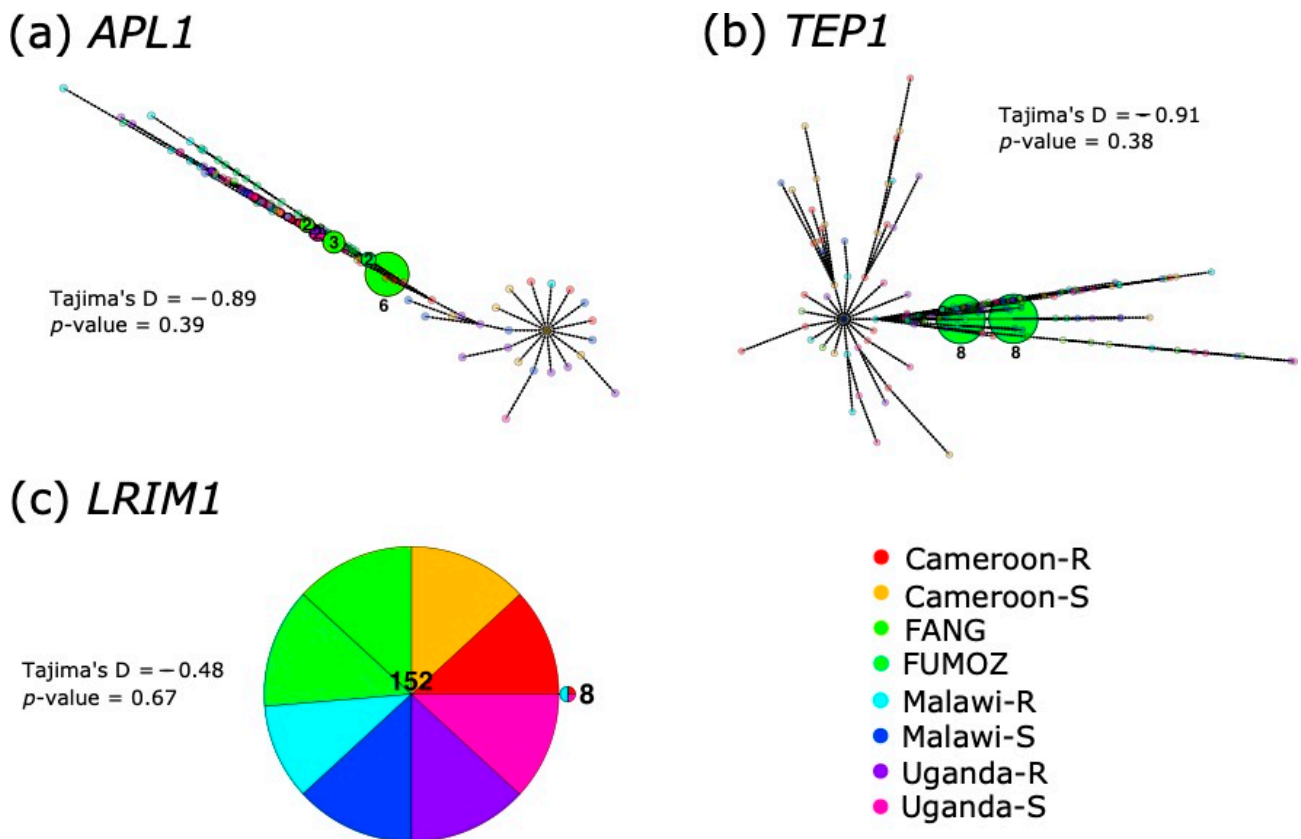 (a) APL1
(b) TEP1
Tajima's D = −0.91
p-value = 0.38
2
3
2
6
Tajima's D = −0.89
p-value = 0.39
8
8
(c) LRIM1
152
8
Tajima's D = −0.48
p-value = 0.67
Cameroon-R
Cameroon-S
FANG
FUMOZ
Malawi-R
Malawi-S
Uganda-R
Uganda-S